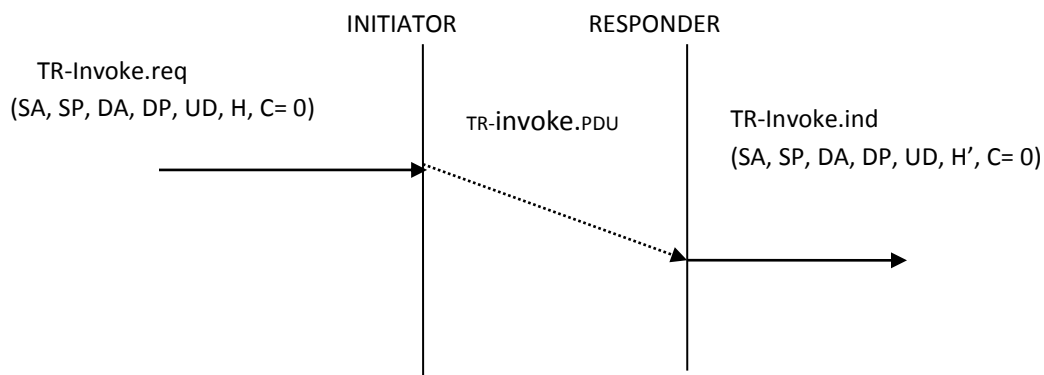 INITIATOR RESPONDER
TR-Invoke.req
(SA, SP, DA, DP, UD, H, C= 0)
TR-invoke.PDU
TR-Invoke.ind
(SA, SP, DA, DP, UD, H’, C= 0)